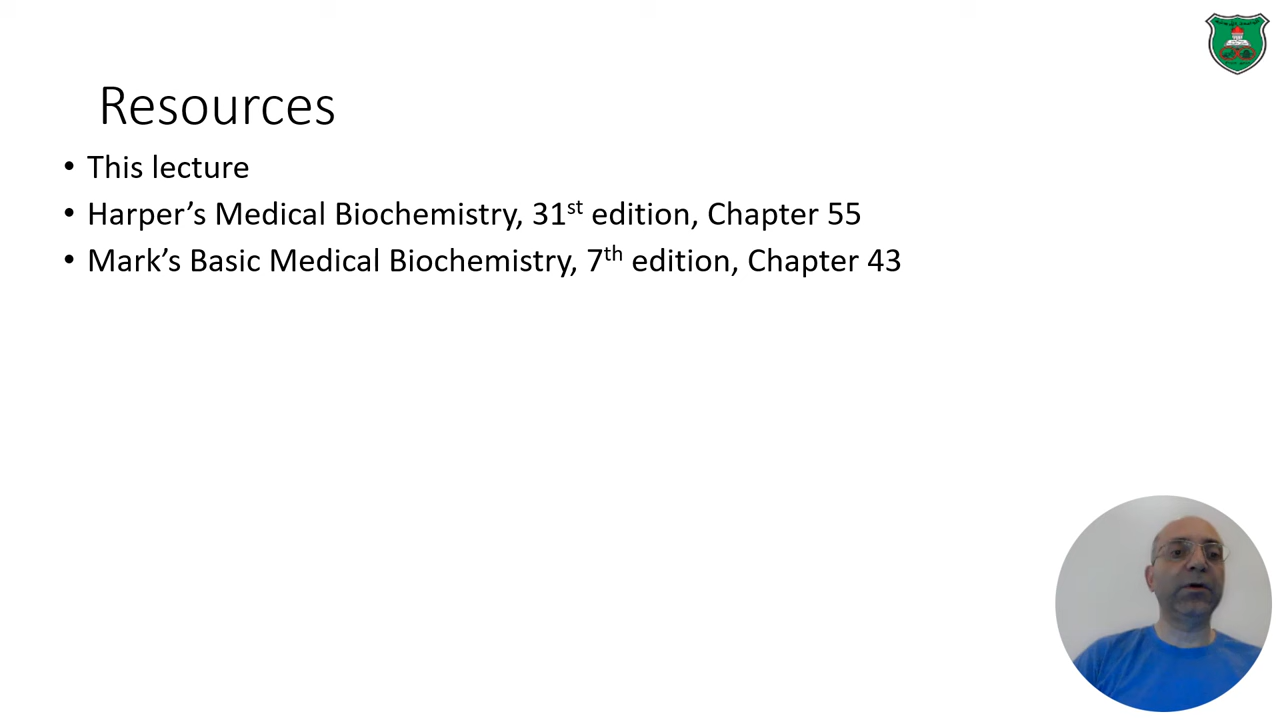 Resources
• This lecture
• Harper’s Medical Biochemistry, 31st edition, Chapter 55
• Mark’s Basic Medical Biochemistry, 7th edition, Chapter 43